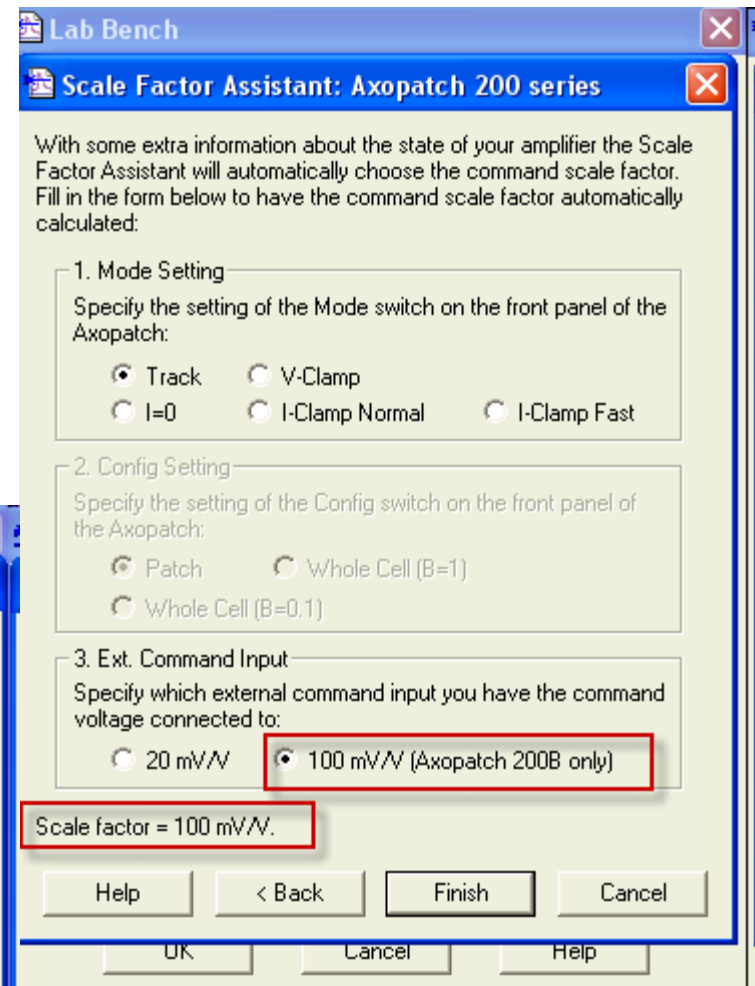 Lab Bench
Scale Factor Assistant: Axopatch 200 series
With some extra information about the state of your amplifier the Scale
Factor Assistant will automatically choose the command scale factor.
Fill in the form below to have the command scale factor automatically
calculated:
1. Mode Setting
Specify the setting of the Mode switch on the front panel of the
Axopatch:
Track V-Clamp
I=0 I-Clamp Normal I-Clamp Fast
2. Config Setting
Specify the setting of the Config switch on the front panel of
the Axopatch:
Patch Whole Cell (B=1)
Whole Cell (B=0.1)
3. Ext. Command Input
Specify which external command input you have the command
voltage connected to:
20 mV/V 100 mV/V (Axopatch 200B only)
Scale factor = 100 mV/V.
Help < Back Finish Cancel
OK Cancel Help